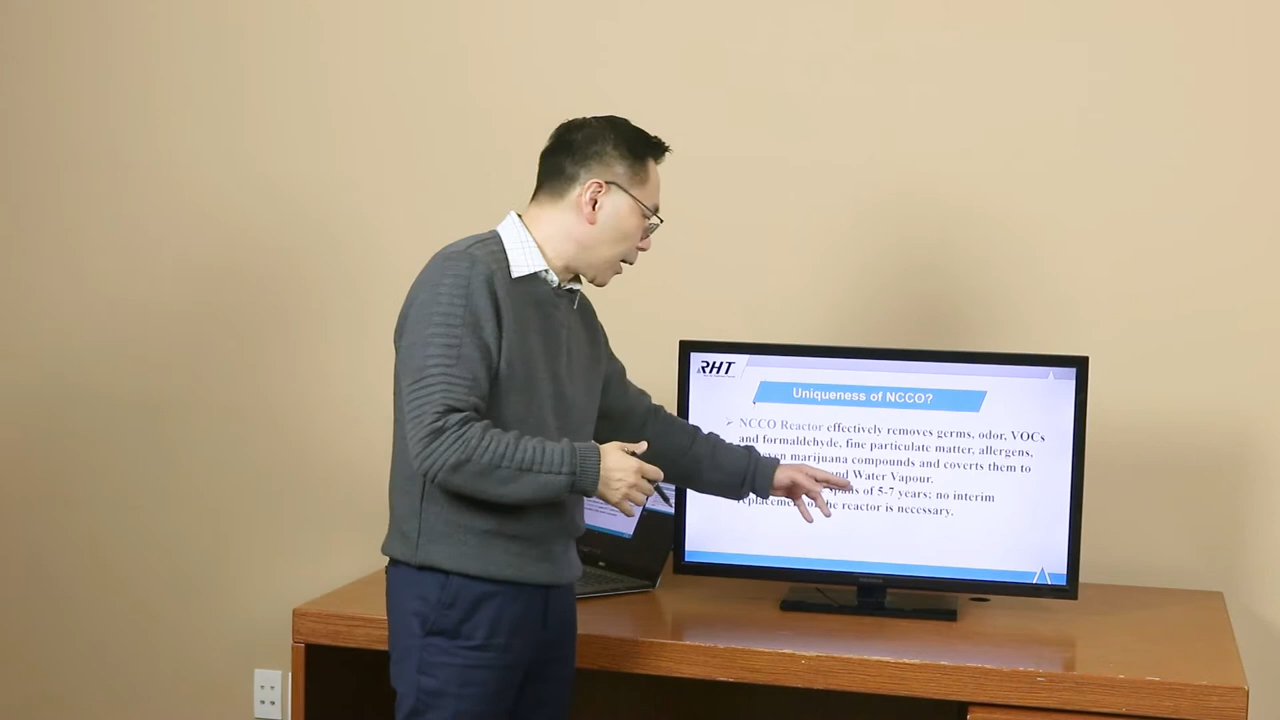 RHT
Uniqueness of NCCO?
NCCO Reactor effectively removes germs, odor, VOCs
and formaldehyde, fine particulate matter, allergens,
even marijuana compounds and coverts them to
and Water Vapour.
of 5-7 years; no interim
the reactor is necessary.